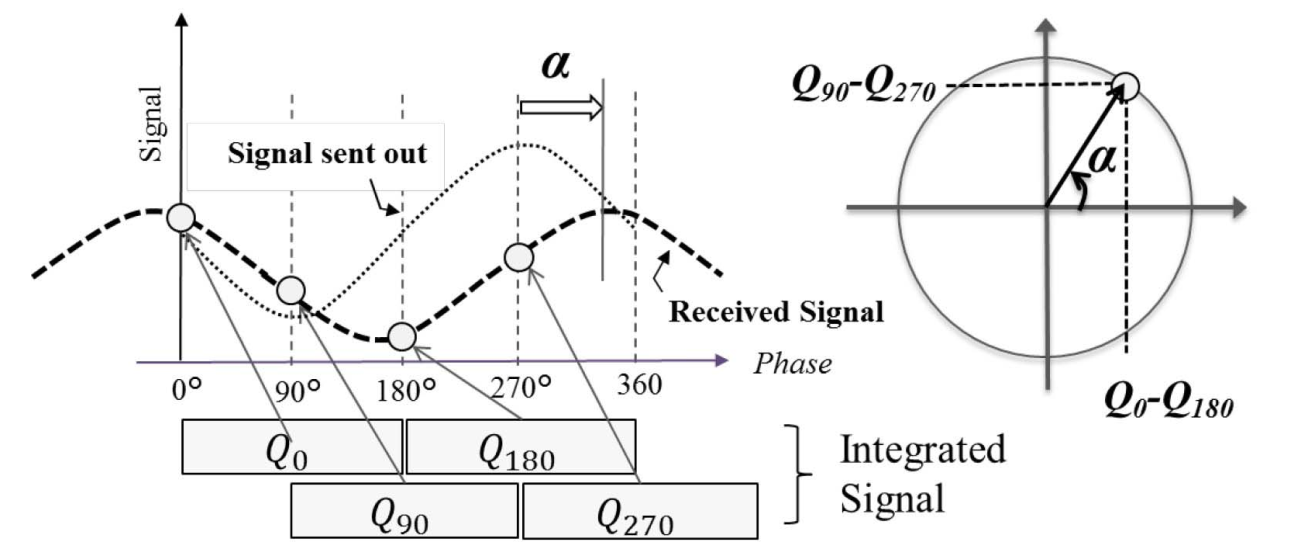 α
Signal
Signal sent out
Received Signal
Phase
0°
90°
180°
270°
360
Q0
Q180
Q90
Q270
Integrated
Signal
Q90-Q270
α
Q0-Q180